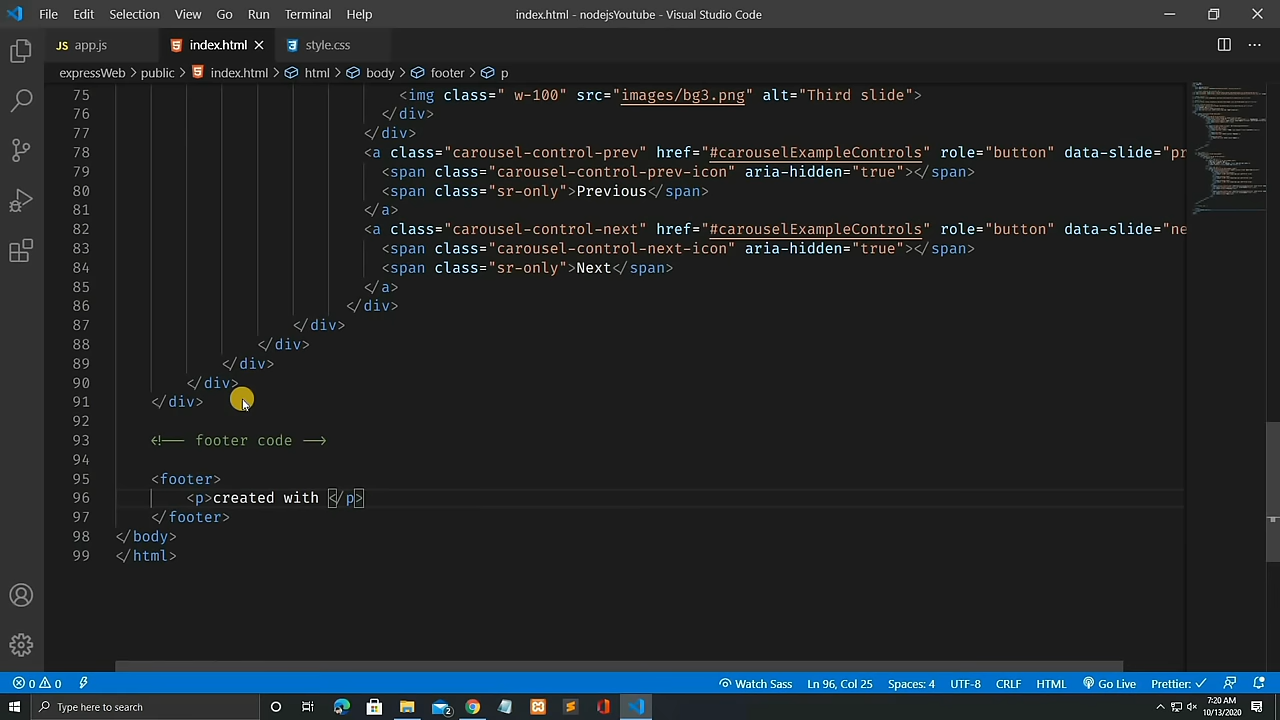 File Edit Selection View Go Run Terminal Help index.html - nodejsYoutube - Visual Studio Code
JS app.js index.html style.css
expressWeb > public > index.html > html > body > footer > p
75 <img class=" w-100" src="images/bg3.png" alt="Third slide">
76 </div>
77 </div>
78 <a class="carousel-control-prev" href="#carouselExampleControls" role="button" data-slide="pr
79 <span class="carousel-control-prev-icon" aria-hidden="true"></span>
80 <span class="sr-only">Previous</span>
81 </a>
82 <a class="carousel-control-next" href="#carouselExampleControls" role="button" data-slide="ne
83 <span class="carousel-control-next-icon" aria-hidden="true"></span>
84 <span class="sr-only">Next</span>
85 </a>
86 </div>
87 </div>
88 </div>
89 </div>
90 </div>
91 </div>
92
93 <!-- footer code -->
94
95 <footer>
96 <p>created with </p>
97 </footer>
98 </body>
99 </html>
0 0 Watch Sass Ln 96, Col 25 Spaces: 4 UTF-8 CRLF HTML Go Live Prettier: ✓
Type here to search 2 7:20 AM
10/13/2020